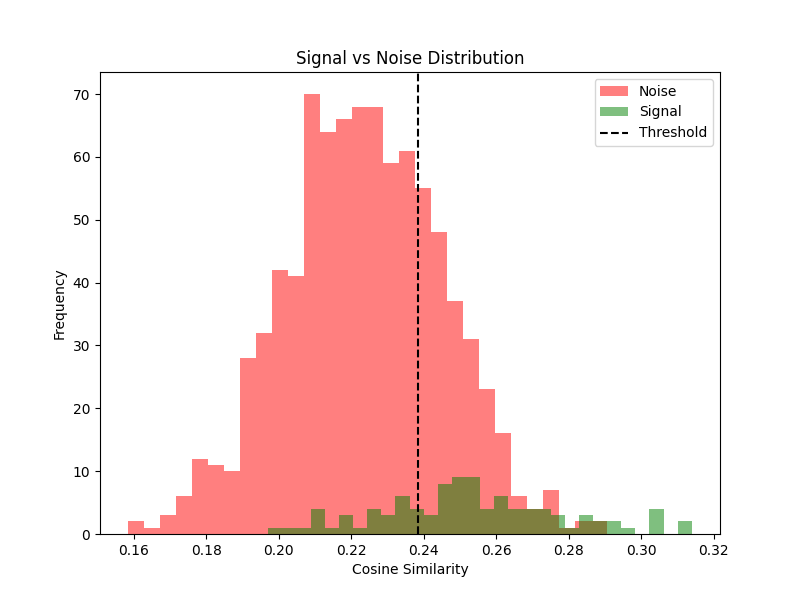 Signal vs Noise Distribution
Noise
Signal
Threshold
Frequency
70
60
50
40
30
20
10
0
0.16 0.18 0.20 0.22 0.24 0.26 0.28 0.30 0.32
Cosine Similarity